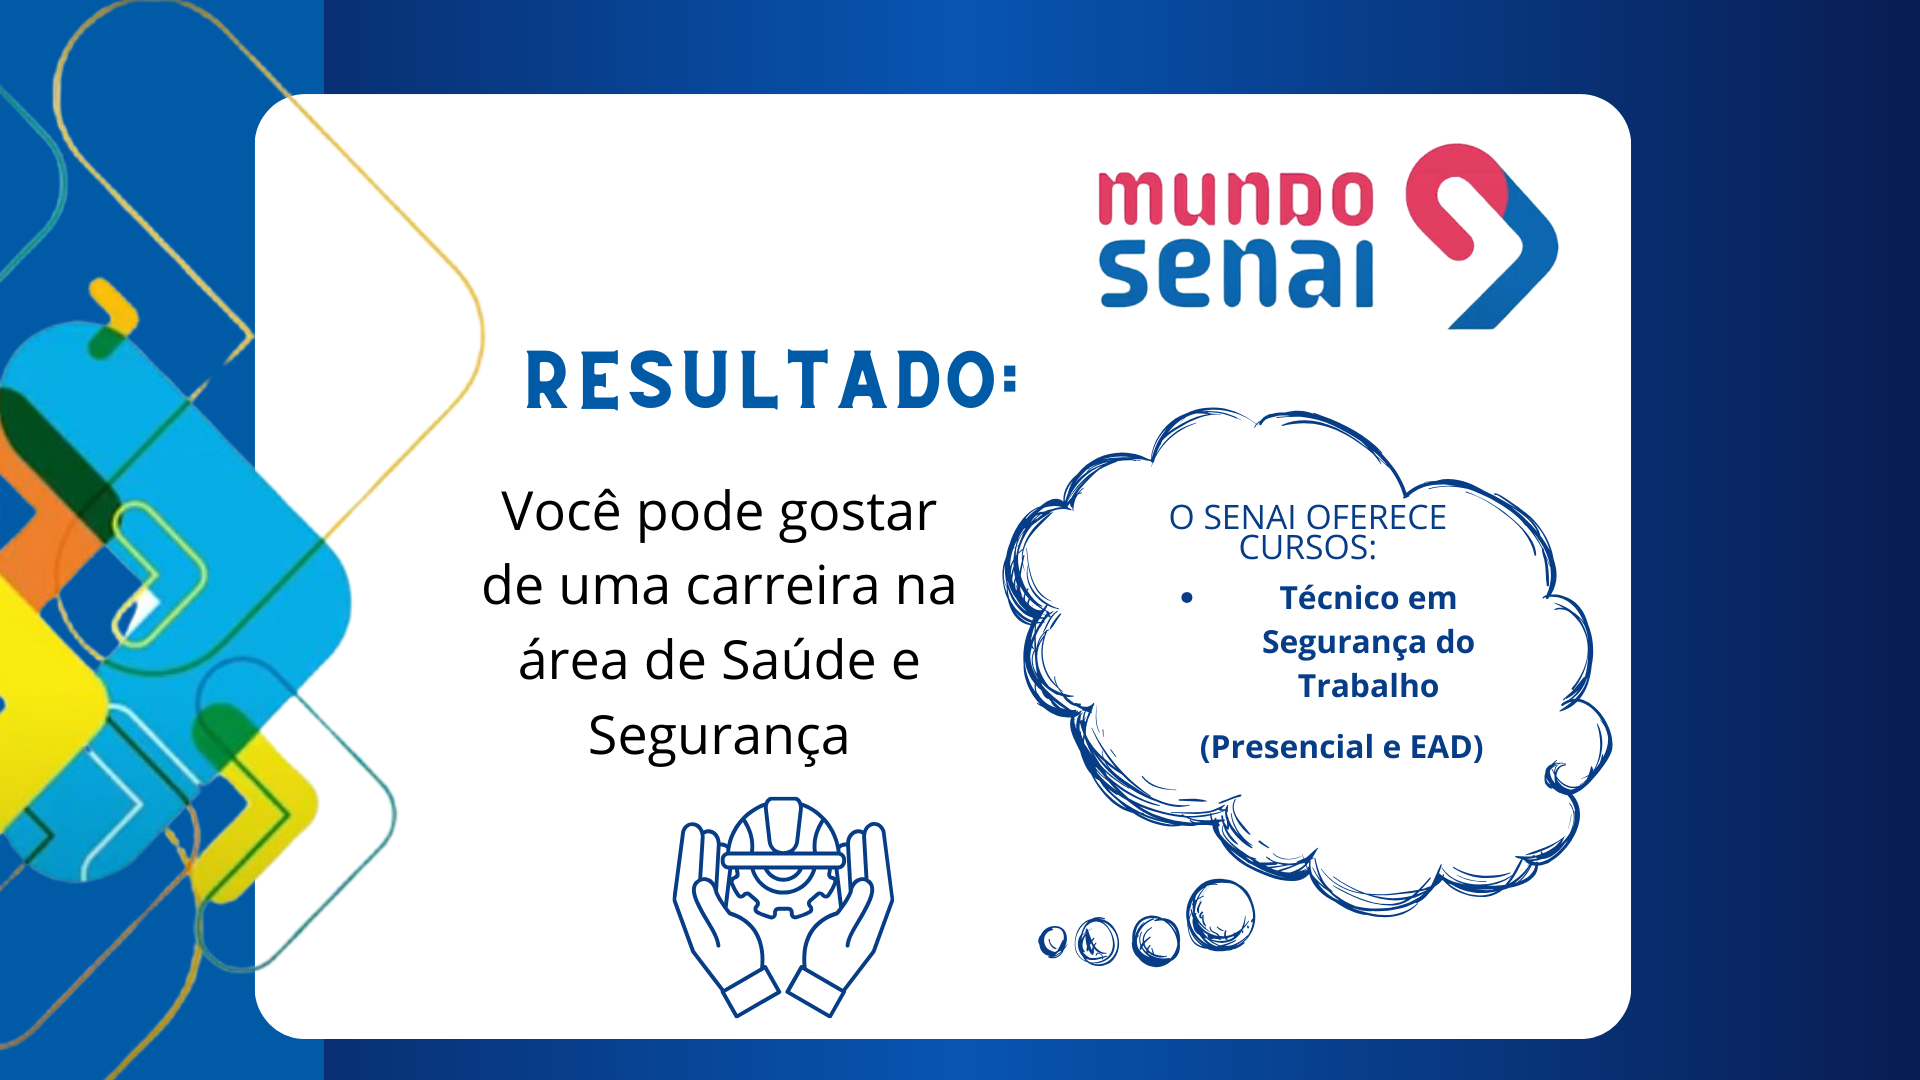 mundo
senai
RESULTADO:
Você pode gostar
de uma carreira na
área de Saúde e
Segurança
O SENAI OFERECE
CURSOS:
• Técnico em
Segurança do
Trabalho
(Presencial e EAD)